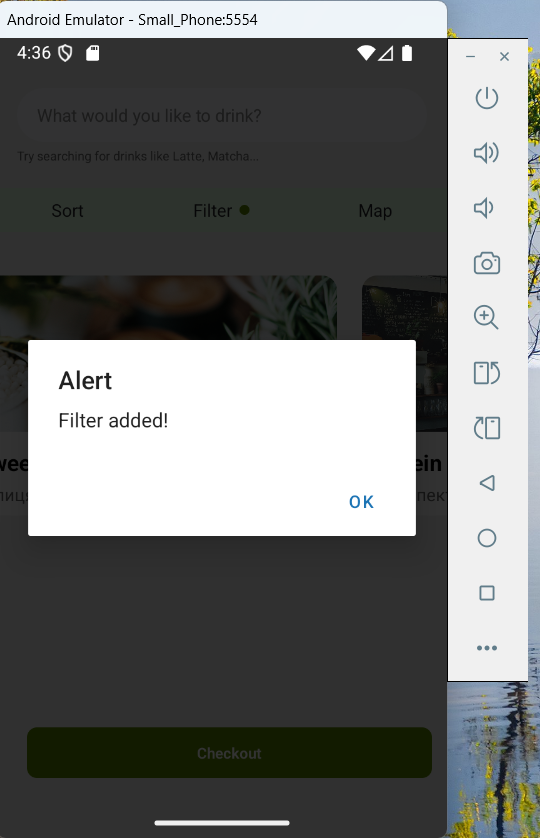 Android Emulator - Small_Phone:5554
4:36
What would you like to drink?
Try searching for drinks like Latte, Matcha...
Sort Filter Map
Alert
Filter added!
OK
Checkout